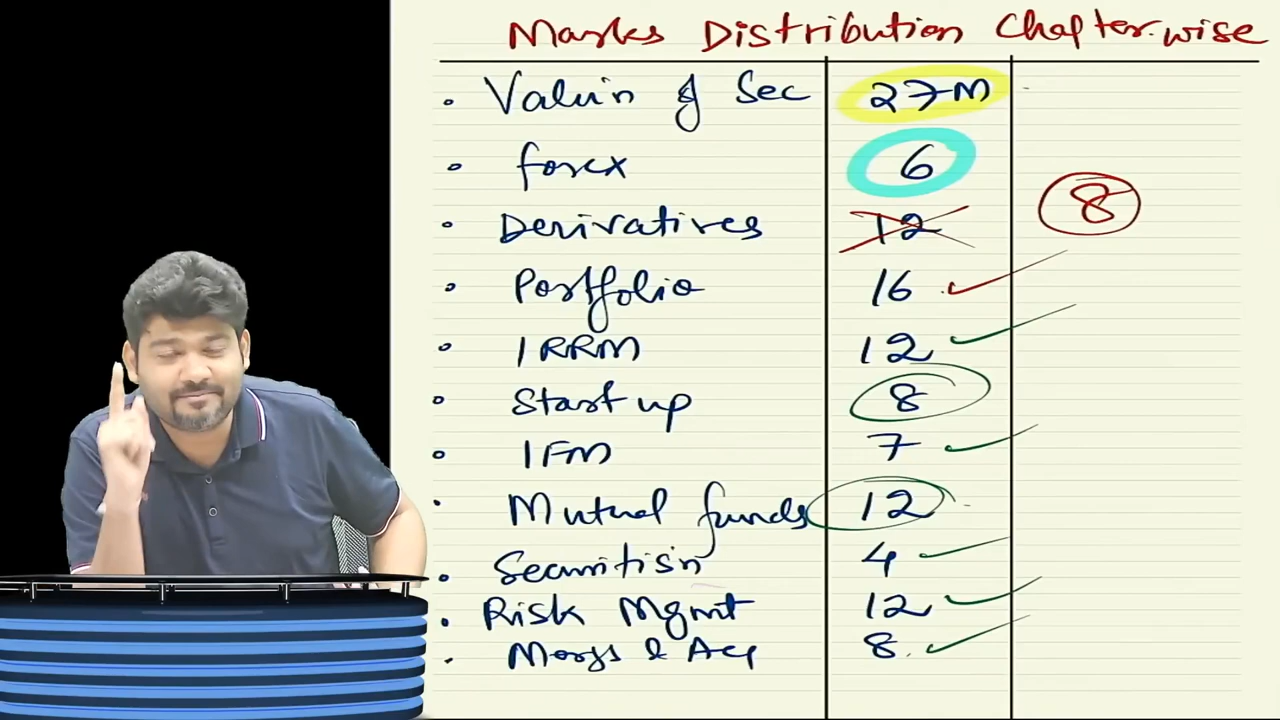 Marks Distribution Chapter-wise
• Valuin of Sec 27M
• forex 6
• Derivatives 12 8
• Portfolio 16
• IRRM 12
• Start up 8
• IFM 7
• Mutual funds 12
• Securitisn 4
• Risk Mgmt 12
• Mergs & Acq 8